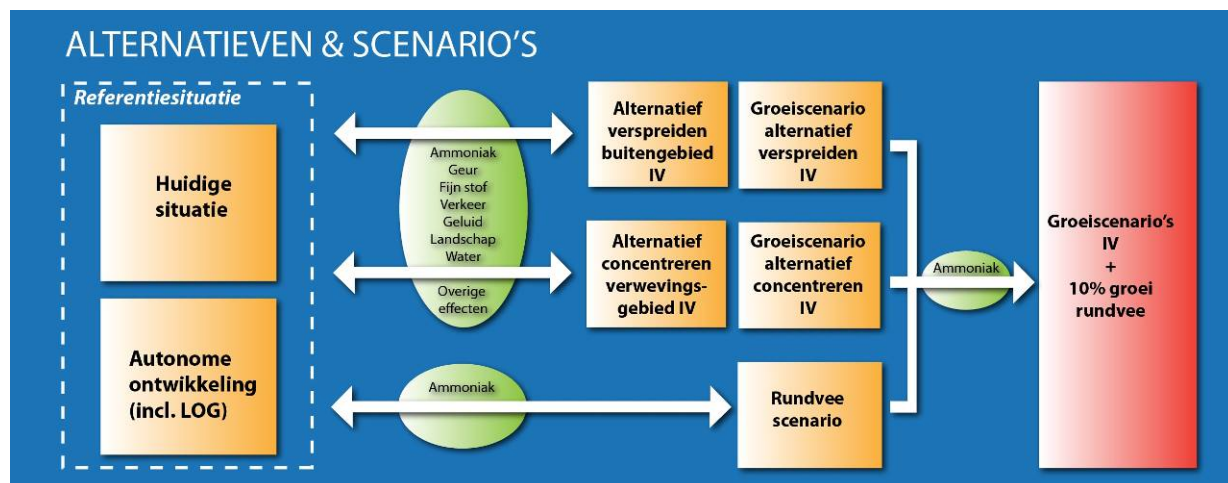 ALTERNATIEVEN & SCENARIO'S
Referentiesituatie
Huidige
situatie
Autonome
ontwikkeling
(incl. LOG)
Ammoniak
Geur
Fijn stof
Verkeer
Geluid
Landschap
Water
Overige
effecten
Ammoniak
Alternatief
verspreiden
buitengebied
IV
Groeiscenario
alternatief
verspreiden
IV
Alternatief
concentreren
verwevings-
gebied IV
Groeiscenario
alternatief
concentreren
IV
Rundvee
scenario
Ammoniak
Groeiscenario's
IV
+
10% groei
rundvee